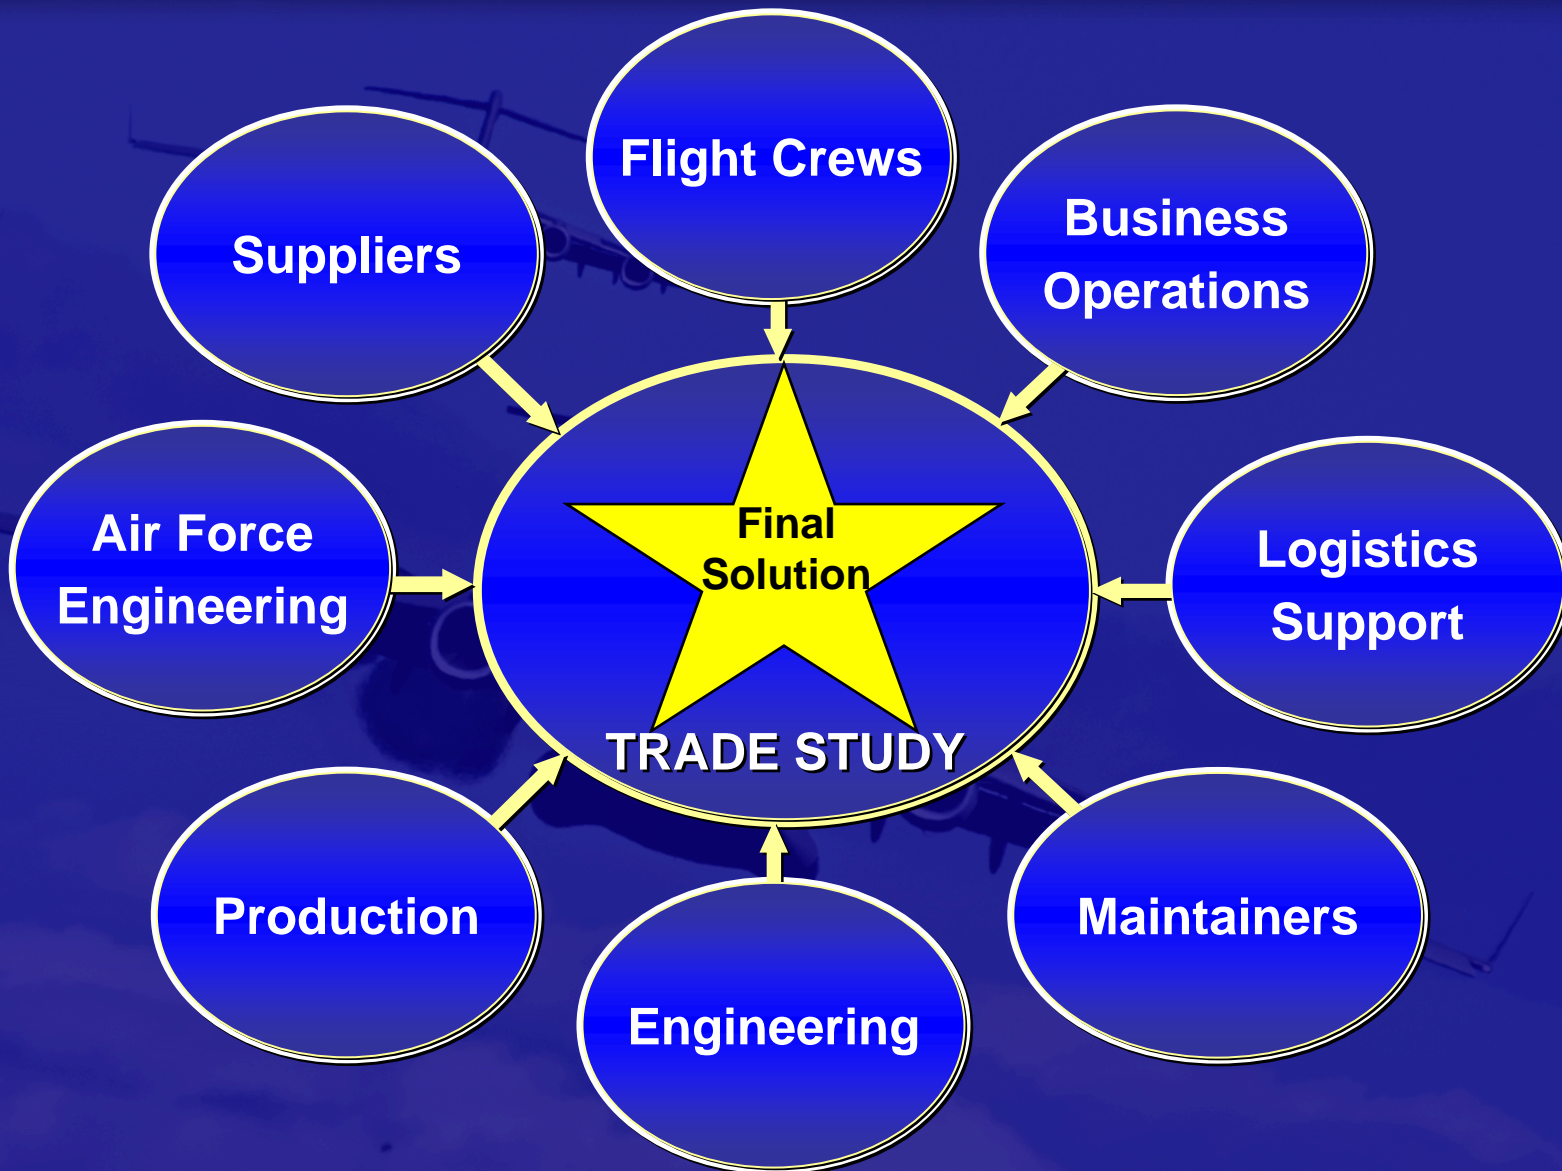 Flight Crews
Suppliers
Business
Operations
Air Force
Engineering
Final
Solution
Logistics
Support
TRADE STUDY
Production
Maintainers
Engineering